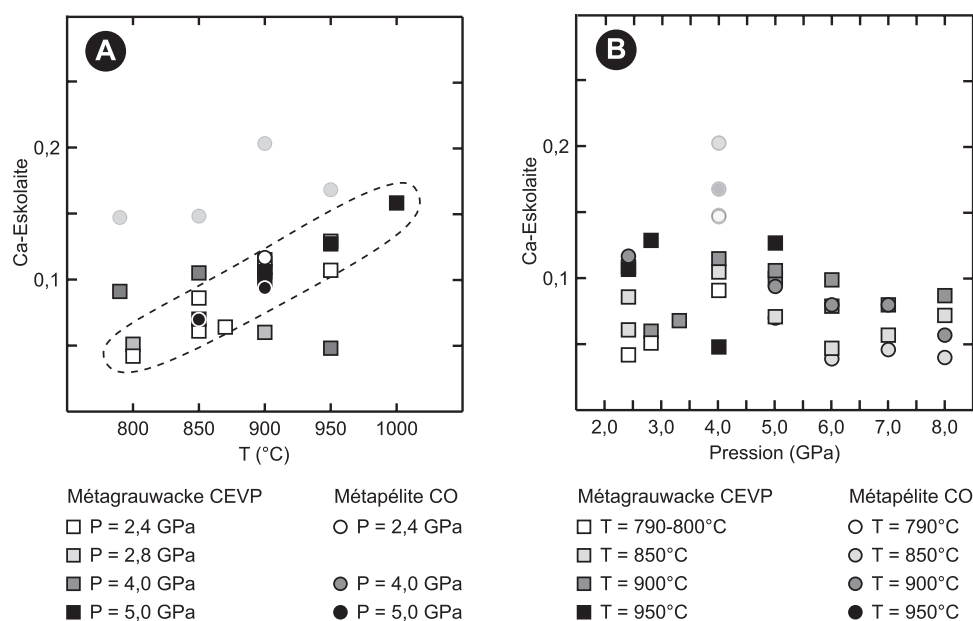 A
Ca-Eskolaite
0,2
0,1
800 850 900 950 1000
T (°C)
Métagrauwacke CEVP Métapélite CO
P = 2,4 GPa P = 2,4 GPa
P = 2,8 GPa
P = 4,0 GPa P = 4,0 GPa
P = 5,0 GPa P = 5,0 GPa
B
Ca-Eskolaite
0,2
0,1
2,0 3,0 4,0 5,0 6,0 7,0 8,0
Pression (GPa)
Métagrauwacke CEVP Métapélite CO
T = 790-800°C T = 790°C
T = 850°C T = 850°C
T = 900°C T = 900°C
T = 950°C T = 950°C